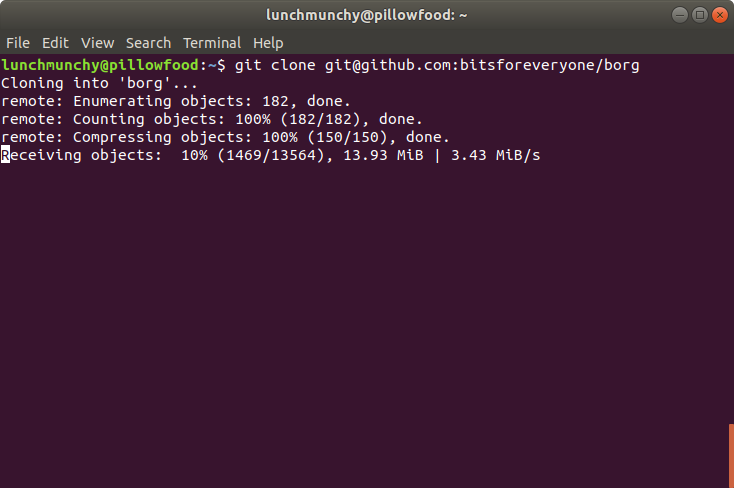 lunchmunchy@pillowfood: ~
File Edit View Search Terminal Help
lunchmunchy@pillowfood:~$ git clone git@github.com:bitsforeveryone/borg
Cloning into 'borg'...
remote: Enumerating objects: 182, done.
remote: Counting objects: 100% (182/182), done.
remote: Compressing objects: 100% (150/150), done.
Receiving objects:  10% (1469/13564), 13.93 MiB | 3.43 MiB/s